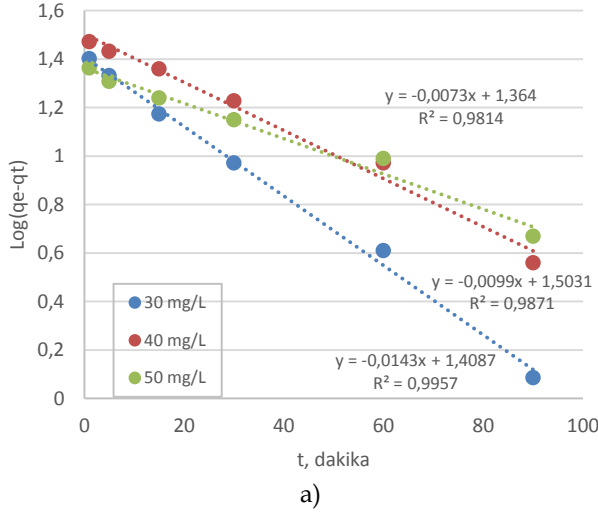 1,6
1,4
1,2
1
0,8
0,6
0,4
0,2
0
Log(qe-qt)
y = -0,0073x + 1,364
R² = 0,9814
y = -0,0099x + 1,5031
R² = 0,9871
y = -0,0143x + 1,4087
R² = 0,9957
30 mg/L
40 mg/L
50 mg/L
0 20 40 60 80 100
t, dakika
a)